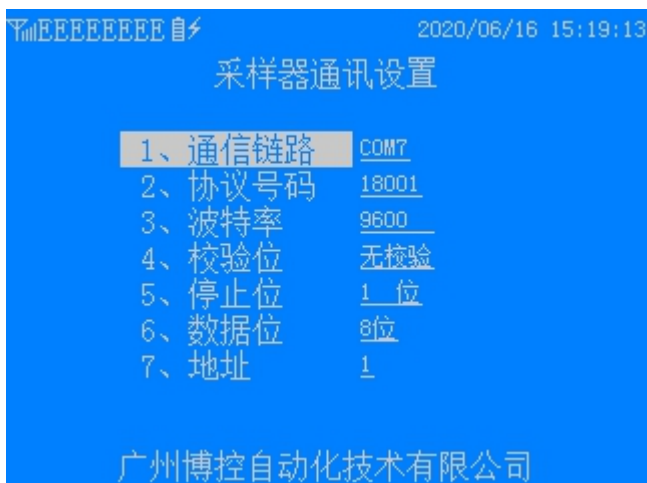 EEEEEEEEE 2020/06/16 15:19:13
采样器通讯设置
1、通信链路 COM7
2、协议号码 18001
3、波特率 9600
4、校验位 无校验
5、停止位 1 位
6、数据位 8位
7、地址 1
广州博控自动化技术有限公司